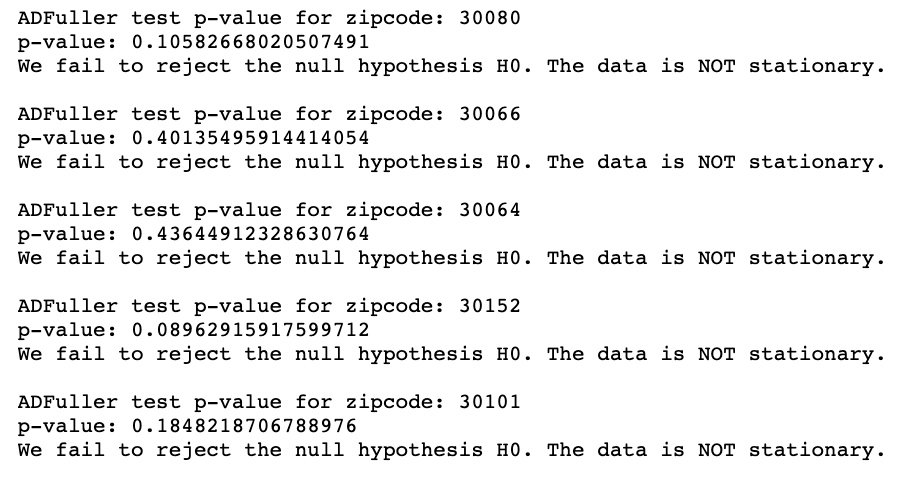 ADFuller test p-value for zipcode: 30080
p-value: 0.10582668020507491
We fail to reject the null hypothesis H0. The data is NOT stationary.
ADFuller test p-value for zipcode: 30066
p-value: 0.40135495914414054
We fail to reject the null hypothesis H0. The data is NOT stationary.
ADFuller test p-value for zipcode: 30064
p-value: 0.43644912328630764
We fail to reject the null hypothesis H0. The data is NOT stationary.
ADFuller test p-value for zipcode: 30152
p-value: 0.08962915917599712
We fail to reject the null hypothesis H0. The data is NOT stationary.
ADFuller test p-value for zipcode: 30101
p-value: 0.1848218706788976
We fail to reject the null hypothesis H0. The data is NOT stationary.